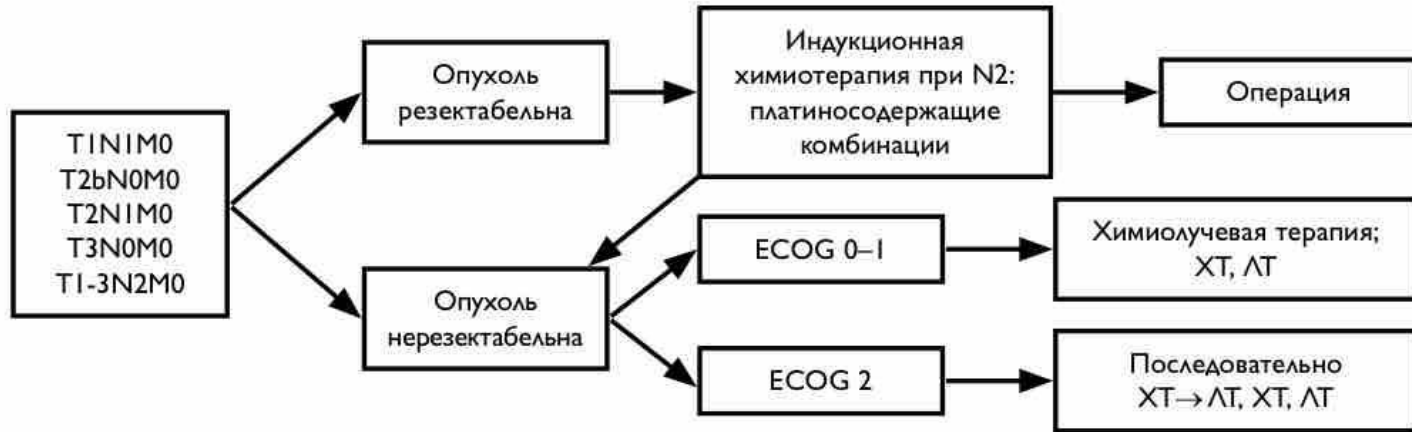 T1N1M0
T2bN0M0
T2N1M0
T3N0M0
T1-3N2M0
Опухоль
резектабельна
Индукционная
химиотерапия при N2:
платиносодержащие
комбинации
Операция
Опухоль
нерезектабельна
ECOG 0–1
Химиолучевая терапия;
ХТ, ЛТ
ECOG 2
Последовательно
ХТ→ЛТ, ХТ, ЛТ